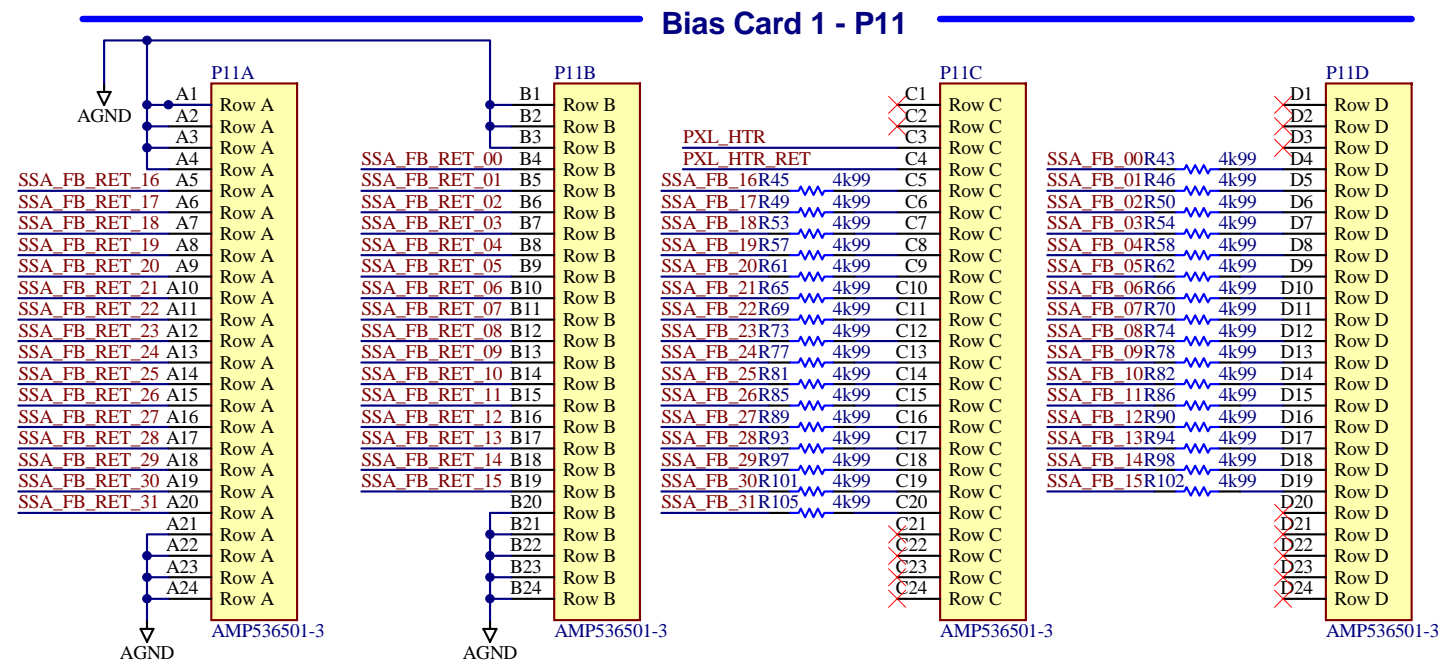 Bias Card 1 - P11
P11A P11B P11C P11D
A1 Row A B1 Row B C1 Row C D1 Row D
AGND A2 Row A B2 Row B C2 Row C D2 Row D
A3 Row A B3 Row B PXL_HTR C3 Row C D3 Row D
A4 Row A SSA_FB_RET_00 B4 Row B PXL_HTR_RET C4 Row C SSA_FB_00 R43 4k99 D4 Row D
SSA_FB_RET_16 A5 Row A SSA_FB_RET_01 B5 Row B SSA_FB_16 R45 4k99 C5 Row C SSA_FB_01 R46 4k99 D5 Row D
SSA_FB_RET_17 A6 Row A SSA_FB_RET_02 B6 Row B SSA_FB_17 R49 4k99 C6 Row C SSA_FB_02 R50 4k99 D6 Row D
SSA_FB_RET_18 A7 Row A SSA_FB_RET_03 B7 Row B SSA_FB_18 R53 4k99 C7 Row C SSA_FB_03 R54 4k99 D7 Row D
SSA_FB_RET_19 A8 Row A SSA_FB_RET_04 B8 Row B SSA_FB_19 R57 4k99 C8 Row C SSA_FB_04 R58 4k99 D8 Row D
SSA_FB_RET_20 A9 Row A SSA_FB_RET_05 B9 Row B SSA_FB_20 R61 4k99 C9 Row C SSA_FB_05 R62 4k99 D9 Row D
SSA_FB_RET_21 A10 Row A SSA_FB_RET_06 B10 Row B SSA_FB_21 R65 4k99 C10 Row C SSA_FB_06 R66 4k99 D10 Row D
SSA_FB_RET_22 A11 Row A SSA_FB_RET_07 B11 Row B SSA_FB_22 R69 4k99 C11 Row C SSA_FB_07 R70 4k99 D11 Row D
SSA_FB_RET_23 A12 Row A SSA_FB_RET_08 B12 Row B SSA_FB_23 R73 4k99 C12 Row C SSA_FB_08 R74 4k99 D12 Row D
SSA_FB_RET_24 A13 Row A SSA_FB_RET_09 B13 Row B SSA_FB_24 R77 4k99 C13 Row C SSA_FB_09 R78 4k99 D13 Row D
SSA_FB_RET_25 A14 Row A SSA_FB_RET_10 B14 Row B SSA_FB_25 R81 4k99 C14 Row C SSA_FB_10 R82 4k99 D14 Row D
SSA_FB_RET_26 A15 Row A SSA_FB_RET_11 B15 Row B SSA_FB_26 R85 4k99 C15 Row C SSA_FB_11 R86 4k99 D15 Row D
SSA_FB_RET_27 A16 Row A SSA_FB_RET_12 B16 Row B SSA_FB_27 R89 4k99 C16 Row C SSA_FB_12 R90 4k99 D16 Row D
SSA_FB_RET_28 A17 Row A SSA_FB_RET_13 B17 Row B SSA_FB_28 R93 4k99 C17 Row C SSA_FB_13 R94 4k99 D17 Row D
SSA_FB_RET_29 A18 Row A SSA_FB_RET_14 B18 Row B SSA_FB_29 R97 4k99 C18 Row C SSA_FB_14 R98 4k99 D18 Row D
SSA_FB_RET_30 A19 Row A SSA_FB_RET_15 B19 Row B SSA_FB_30 R101 4k99 C19 Row C SSA_FB_15 R102 4k99 D19 Row D
SSA_FB_RET_31 A20 Row A B20 Row B SSA_FB_31 R105 4k99 C20 Row C D20 Row D
A21 Row A B21 Row B C21 Row C D21 Row D
A22 Row A B22 Row B C22 Row C D22 Row D
A23 Row A B23 Row B C23 Row C D23 Row D
A24 Row A B24 Row B C24 Row C D24 Row D
AMP536501-3 AMP536501-3 AMP536501-3 AMP536501-3
AGND AGND